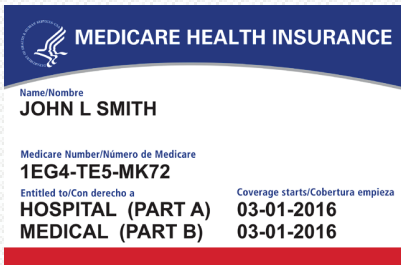 MEDICARE HEALTH INSURANCE
Name/Nombre
JOHN L SMITH
Medicare Number/Número de Medicare
1EG4-TE5-MK72
Entitled to/Con derecho a Coverage starts/Cobertura empieza
HOSPITAL (PART A) 03-01-2016
MEDICAL (PART B) 03-01-2016